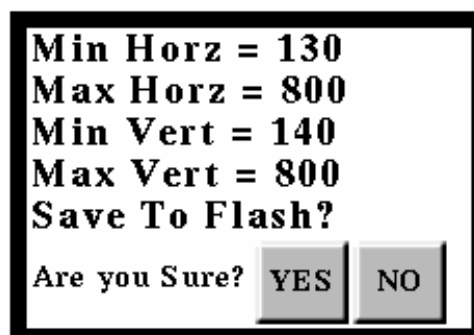 Min Horz = 130
Max Horz = 800
Min Vert = 140
Max Vert = 800
Save To Flash?
Are you Sure? YES NO